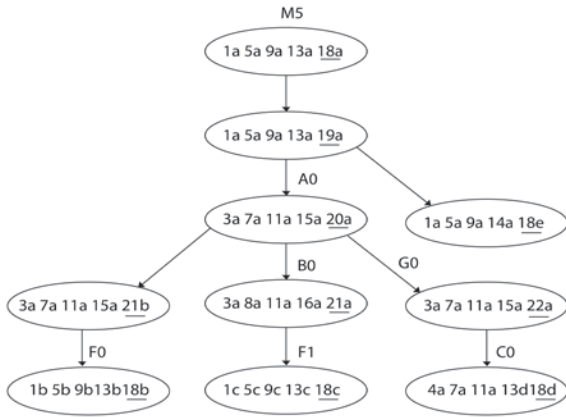 M5
1a 5a 9a 13a 18a
1a 5a 9a 13a 19a
A0
3a 7a 11a 15a 20a
1a 5a 9a 14a 18e
B0
G0
3a 7a 11a 15a 21b
3a 8a 11a 16a 21a
3a 7a 11a 15a 22a
F0
F1
C0
1b 5b 9b13b 18b
1c 5c 9c 13c 18c
4a 7a 11a 13d18d